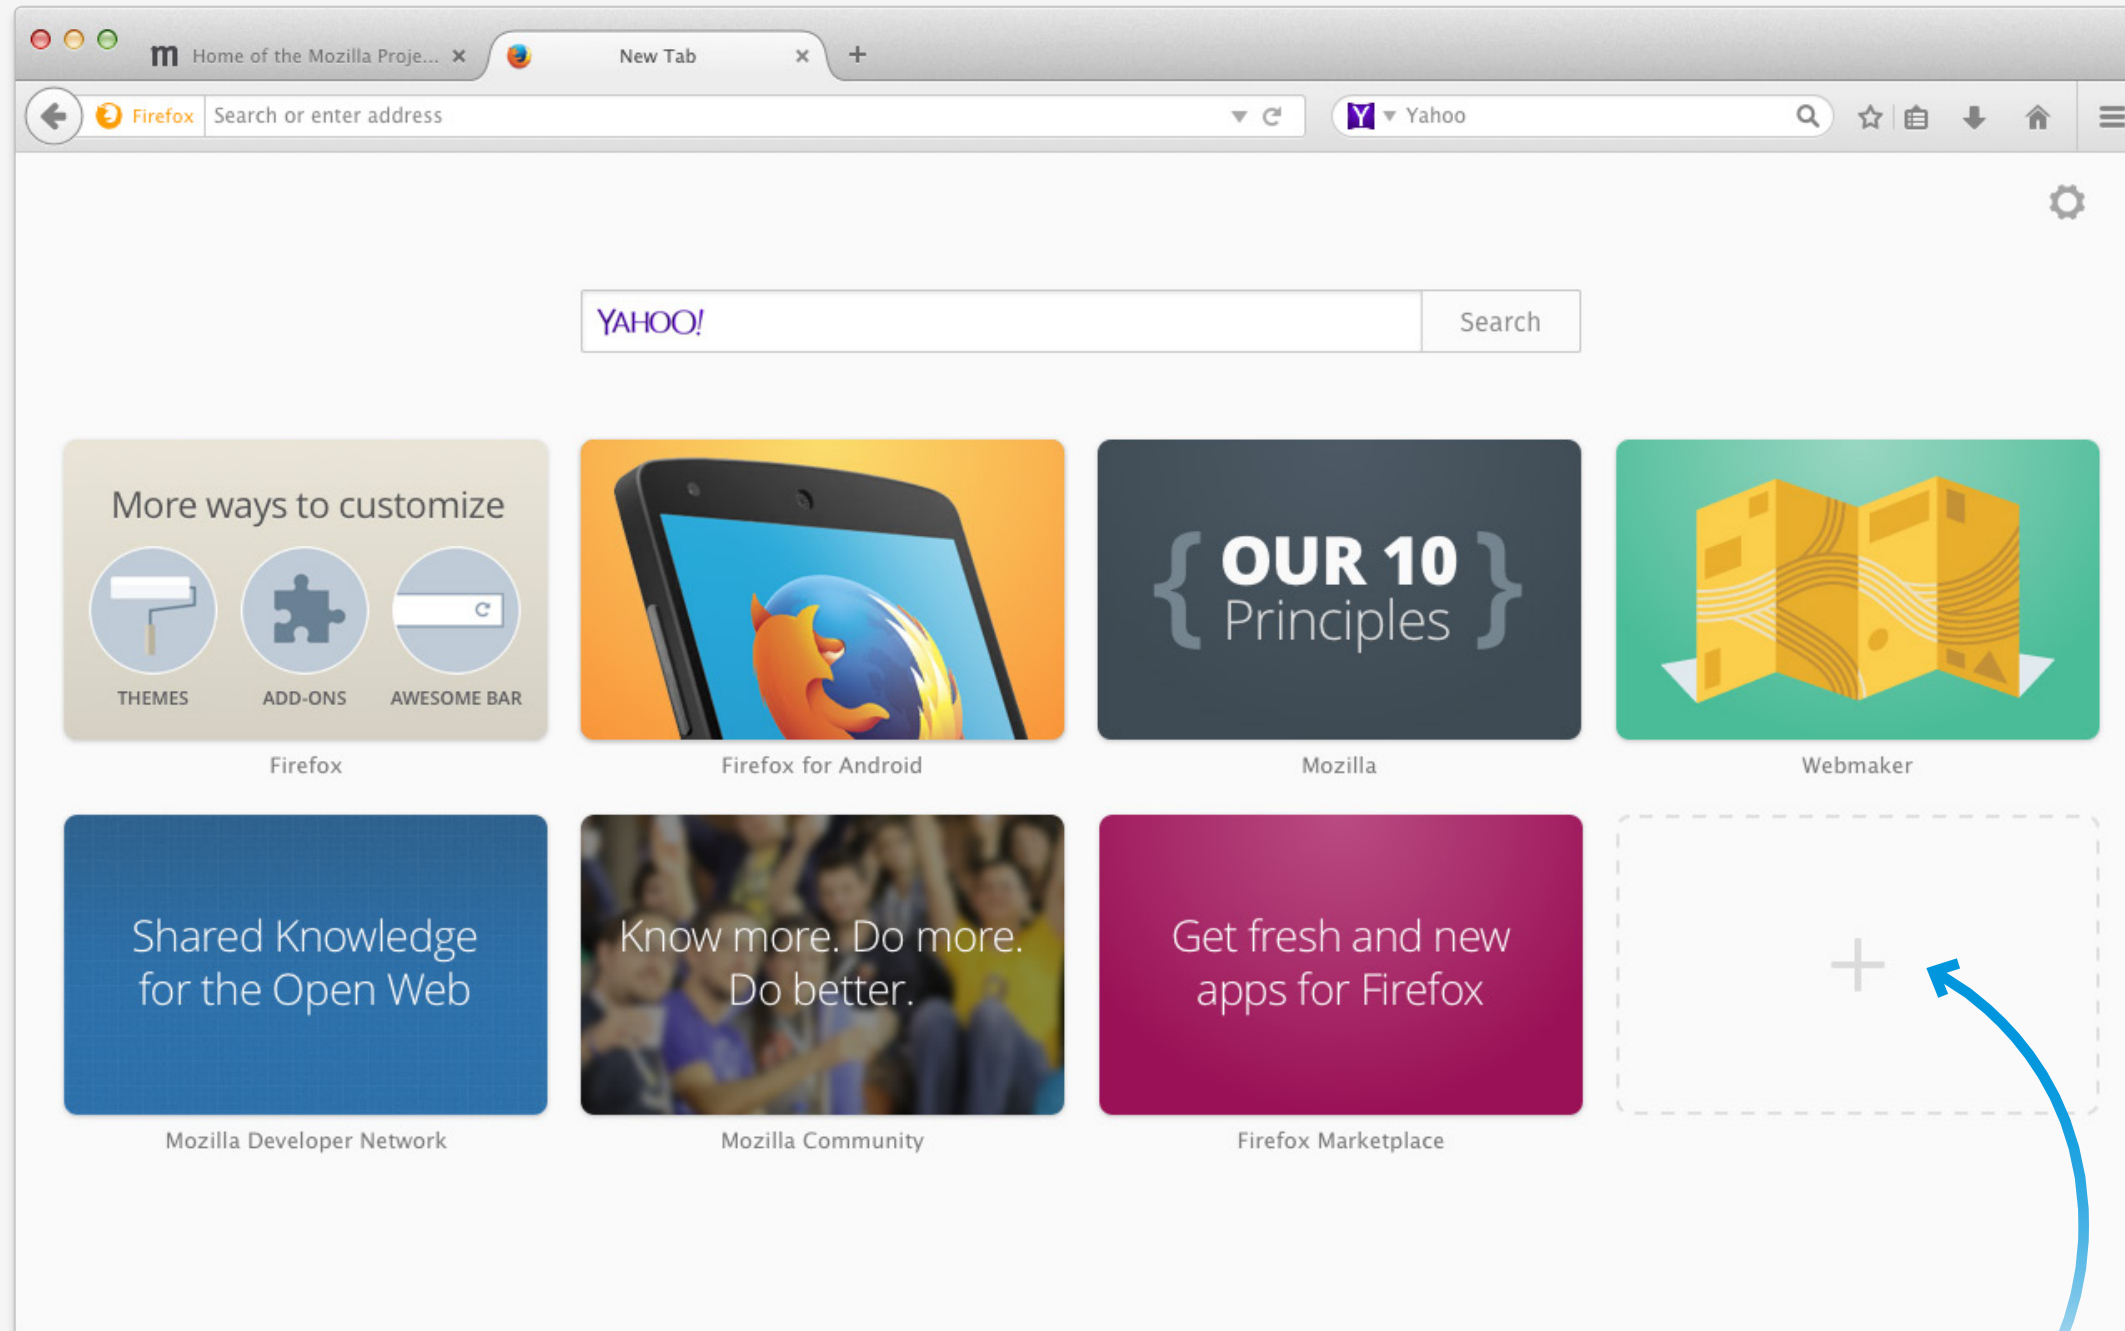 m Home of the Mozilla Proje...
New Tab
Firefox Search or enter address
Y Yahoo
YAHOO! Search
More ways to customize
THEMES ADD-ONS AWESOME BAR
{ OUR 10
Principles }
Firefox
Firefox for Android
Mozilla
Webmaker
Shared Knowledge
for the Open Web
Know more. Do more.
Do better.
Get fresh and new
apps for Firefox
Mozilla Developer Network
Mozilla Community
Firefox Marketplace